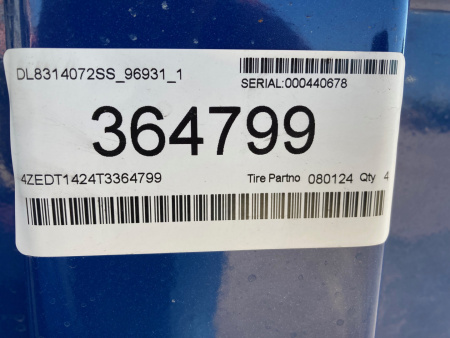 DL8314072SS_96931_1
SERIAL:000440678
364799
4ZEDT1424T3364799 Tire Partno 080124 Qty 4